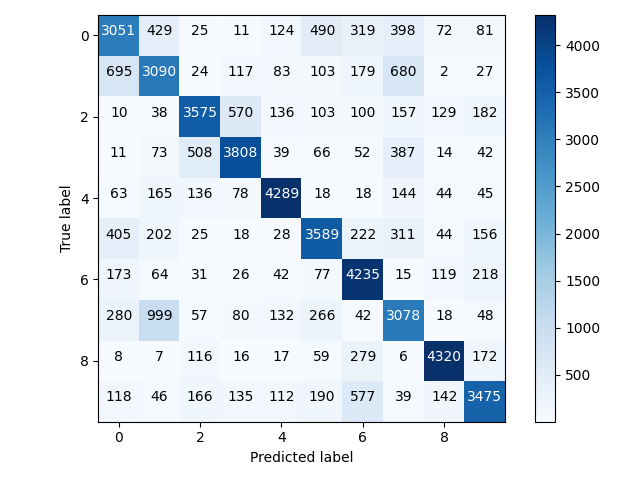 0 3051 429 25 11 124 490 319 398 72 81
695 3090 24 117 83 103 179 680 2 27
2 10 38 3575 570 136 103 100 157 129 182
11 73 508 3808 39 66 52 387 14 42
4 63 165 136 78 4289 18 18 144 44 45
405 202 25 18 28 3589 222 311 44 156
6 173 64 31 26 42 77 4235 15 119 218
280 999 57 80 132 266 42 3078 18 48
8 8 7 116 16 17 59 279 6 4320 172
118 46 166 135 112 190 577 39 142 3475
0 2 4 6 8
Predicted label
True label
4000
3500
3000
2500
2000
1500
1000
500